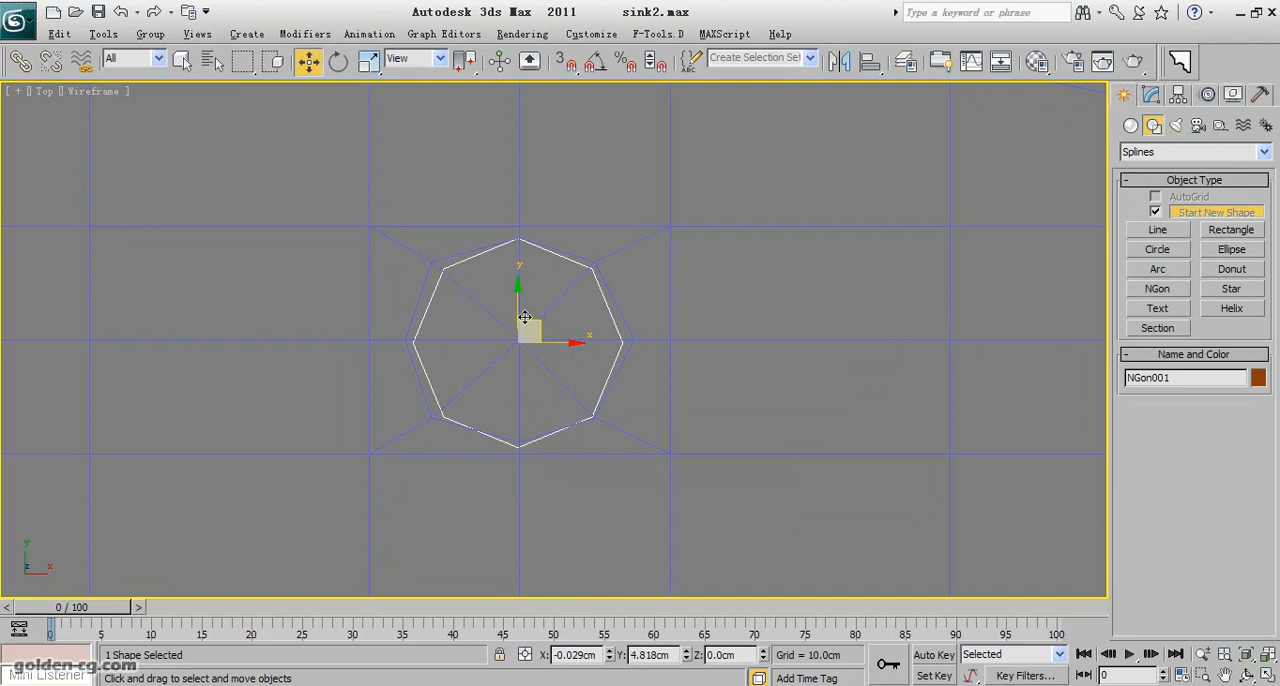 Autodesk 3ds Max 2011 sink2.max
Type a keyword or phrase
Edit Tools Group Views Create Modifiers Animation Graph Editors Rendering Customize F-Tools.D MAXScript Help
All View 3 Create Selection Set
[ + ] Top [ ] Wireframe ]
Splines
- Object Type
AutoGrid
Start New Shape
Line Rectangle
Circle Ellipse
Arc Donut
NGon Star
Text Helix
Section
- Name and Color
NGon001
y
x
y
z x
< 0 / 100 >
0 5 10 15 20 25 30 35 40 45 50 55 60 65 70 75 80 85 90 95 100
1 Shape Selected X: -0.029cm Y: 4.818cm Z: 0.0cm Grid = 10.0cm Auto Key Selected
golden-cg.com
Mini Listener Click and drag to select and move objects Add Time Tag Set Key Key Filters... 0